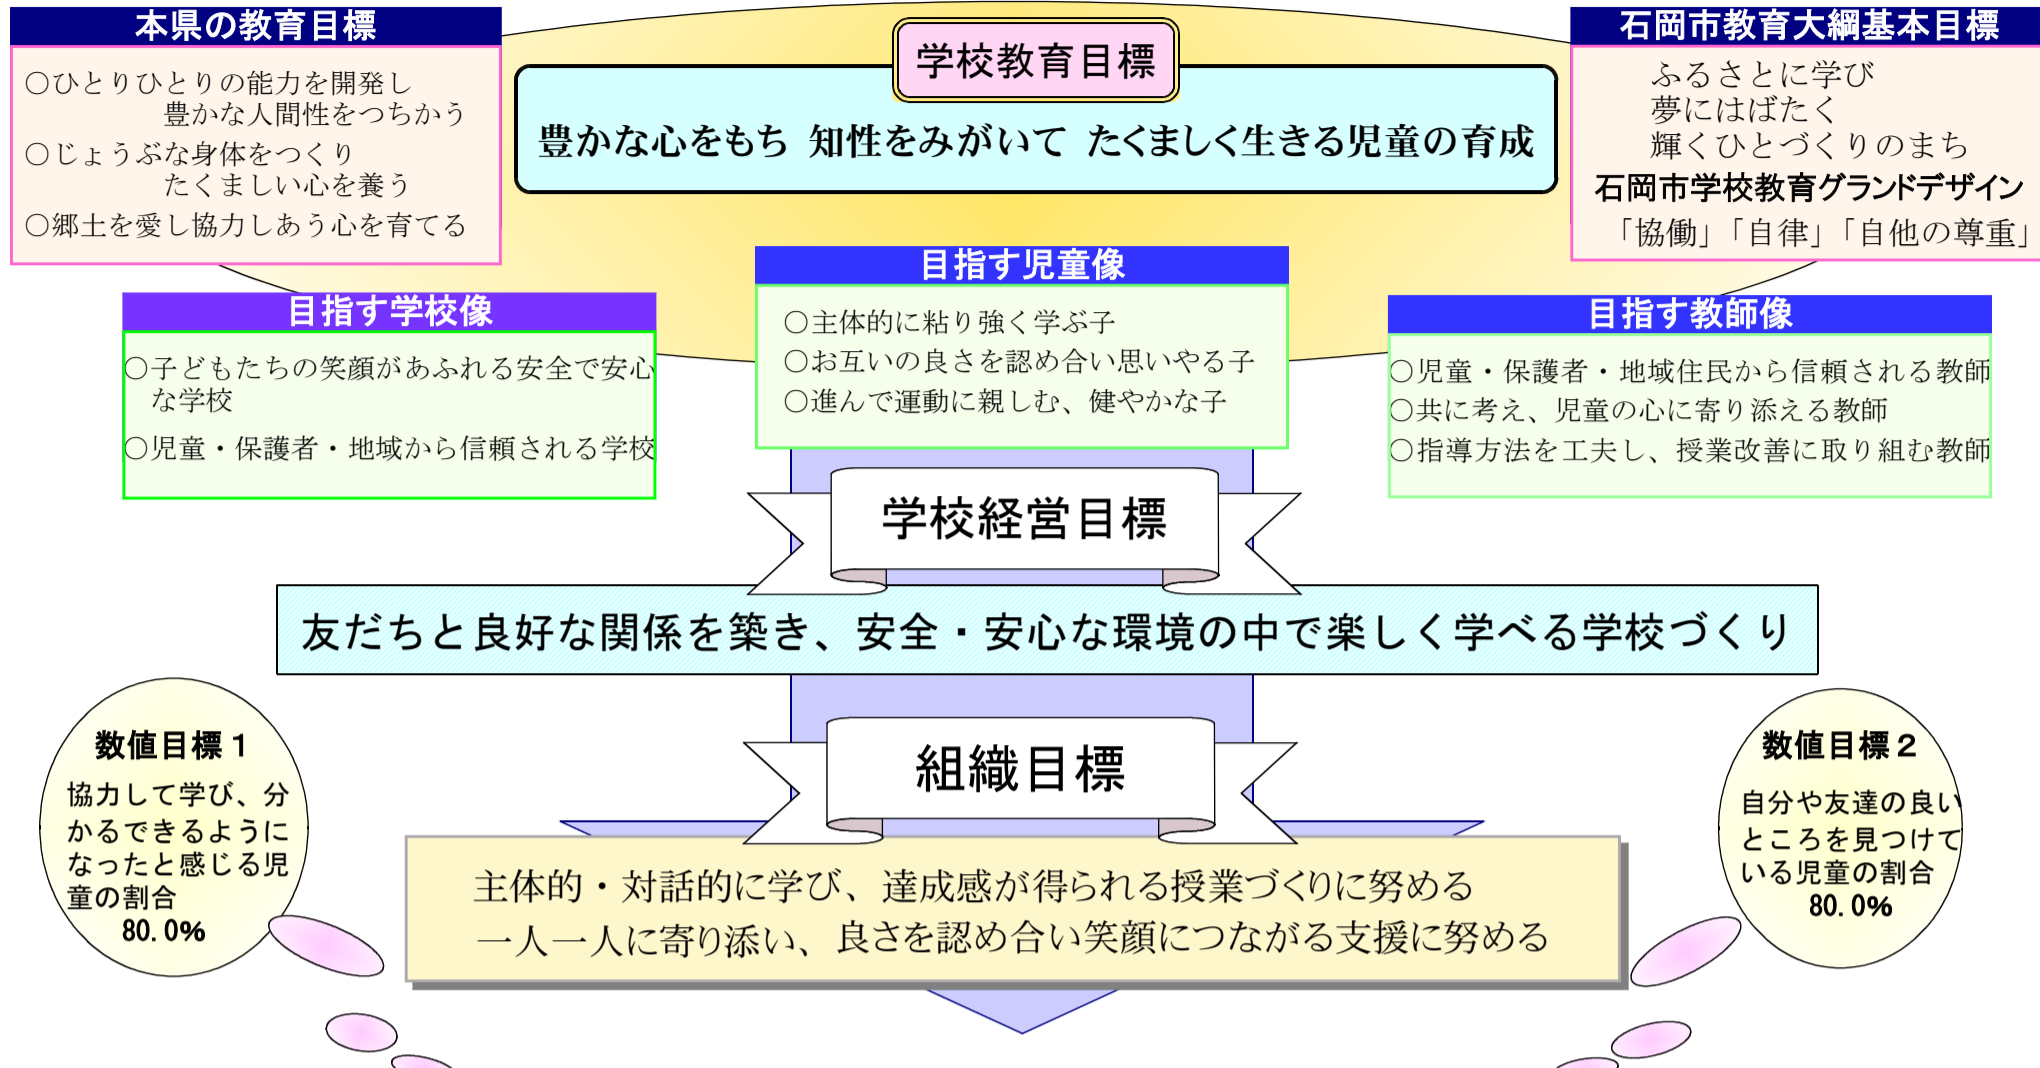 本県の教育目標
○ひとりひとりの能力を開発し
豊かな人間性をつちかう
○じょうぶな身体をつくり
たくましい心を養う
○郷土を愛し協力しあう心を育てる
学校教育目標
豊かな心をもち 知性をみがいて たくましく生きる児童の育成
石岡市教育大綱基本目標
ふるさとに学び
夢にはばたく
輝くひとづくりのまち
石岡市学校教育グランドデザイン
「協働」「自律」「自他の尊重」
目指す学校像
○子どもたちの笑顔があふれる安全で安心
な学校
○児童・保護者・地域から信頼される学校
目指す児童像
○主体的に粘り強く学ぶ子
○お互いの良さを認め合い思いやる子
○進んで運動に親しむ、健やかな子
目指す教師像
○児童・保護者・地域住民から信頼される教師
○共に考え、児童の心に寄り添える教師
○指導方法を工夫し、授業改善に取り組む教師
学校経営目標
友だちと良好な関係を築き、安全・安心な環境の中で楽しく学べる学校づくり
数値目標1
協力して学び、分
かるできるように
なったと感じる児
童の割合
80.0%
組織目標
主体的・対話的に学び、達成感が得られる授業づくりに努める
一人一人に寄り添い、良さを認め合い笑顔につながる支援に努める
数値目標2
自分や友達の良い
ところを見つけて
いる児童の割合
80.0%